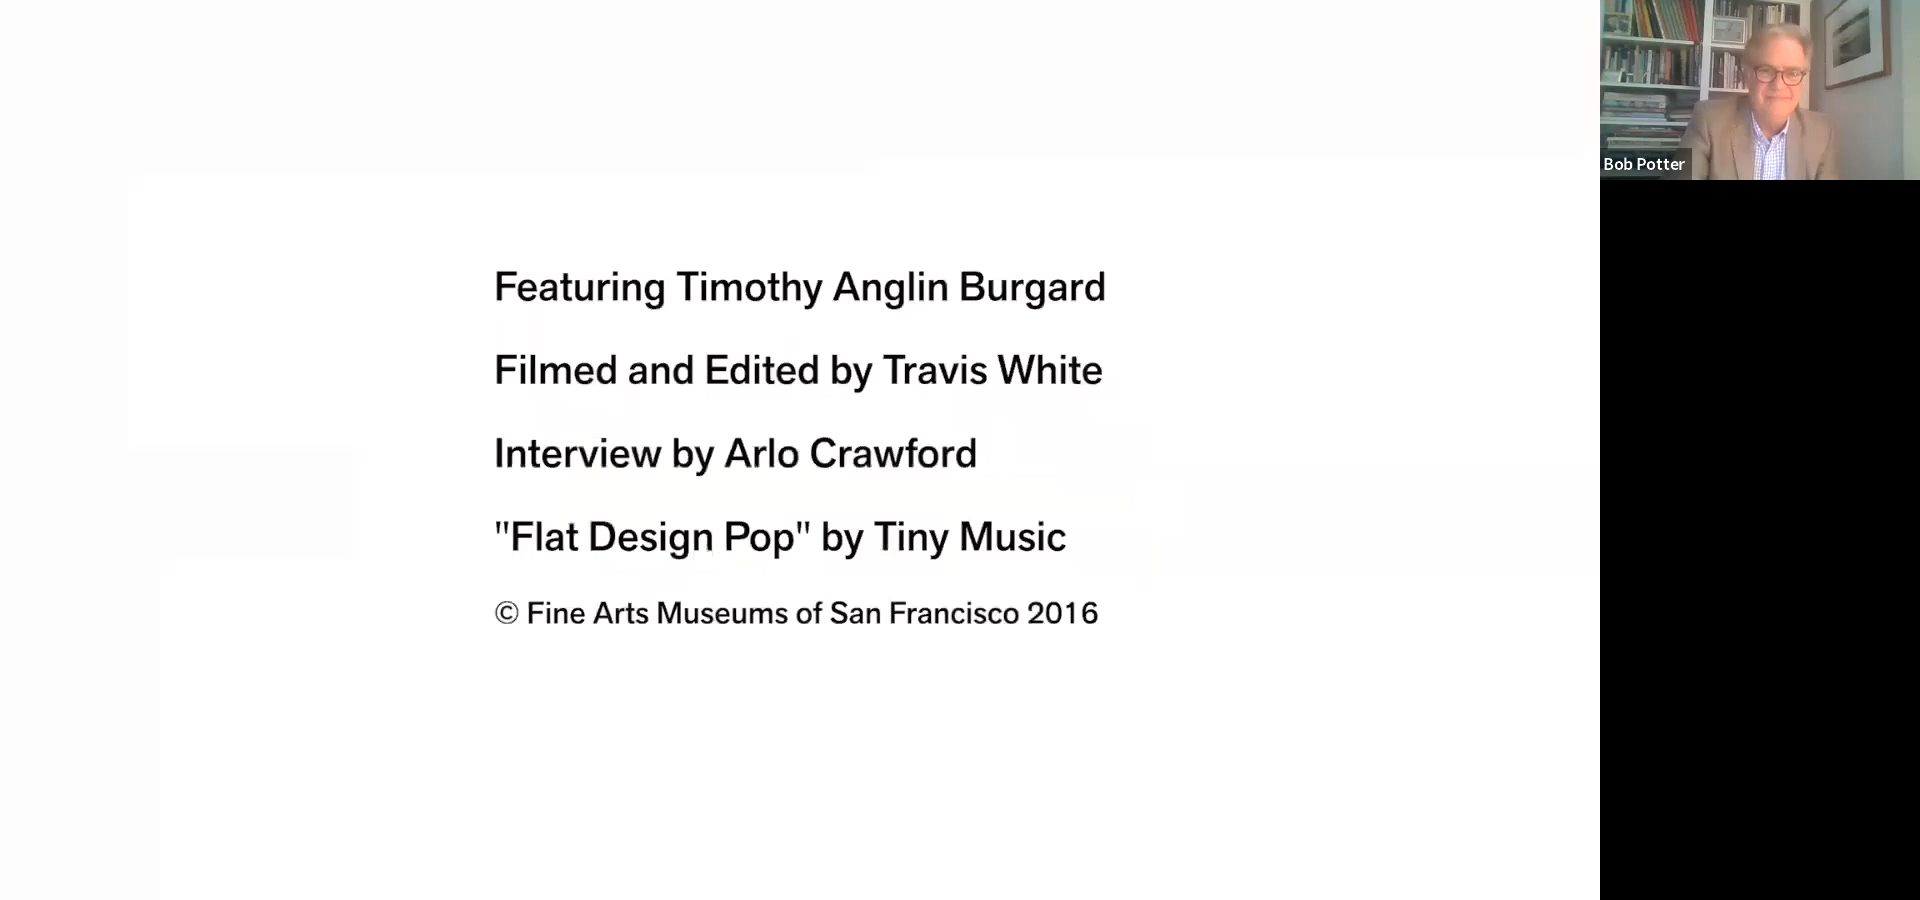 Featuring Timothy Anglin Burgard
Filmed and Edited by Travis White
Interview by Arlo Crawford
"Flat Design Pop" by Tiny Music
© Fine Arts Museums of San Francisco 2016
Bob Potter